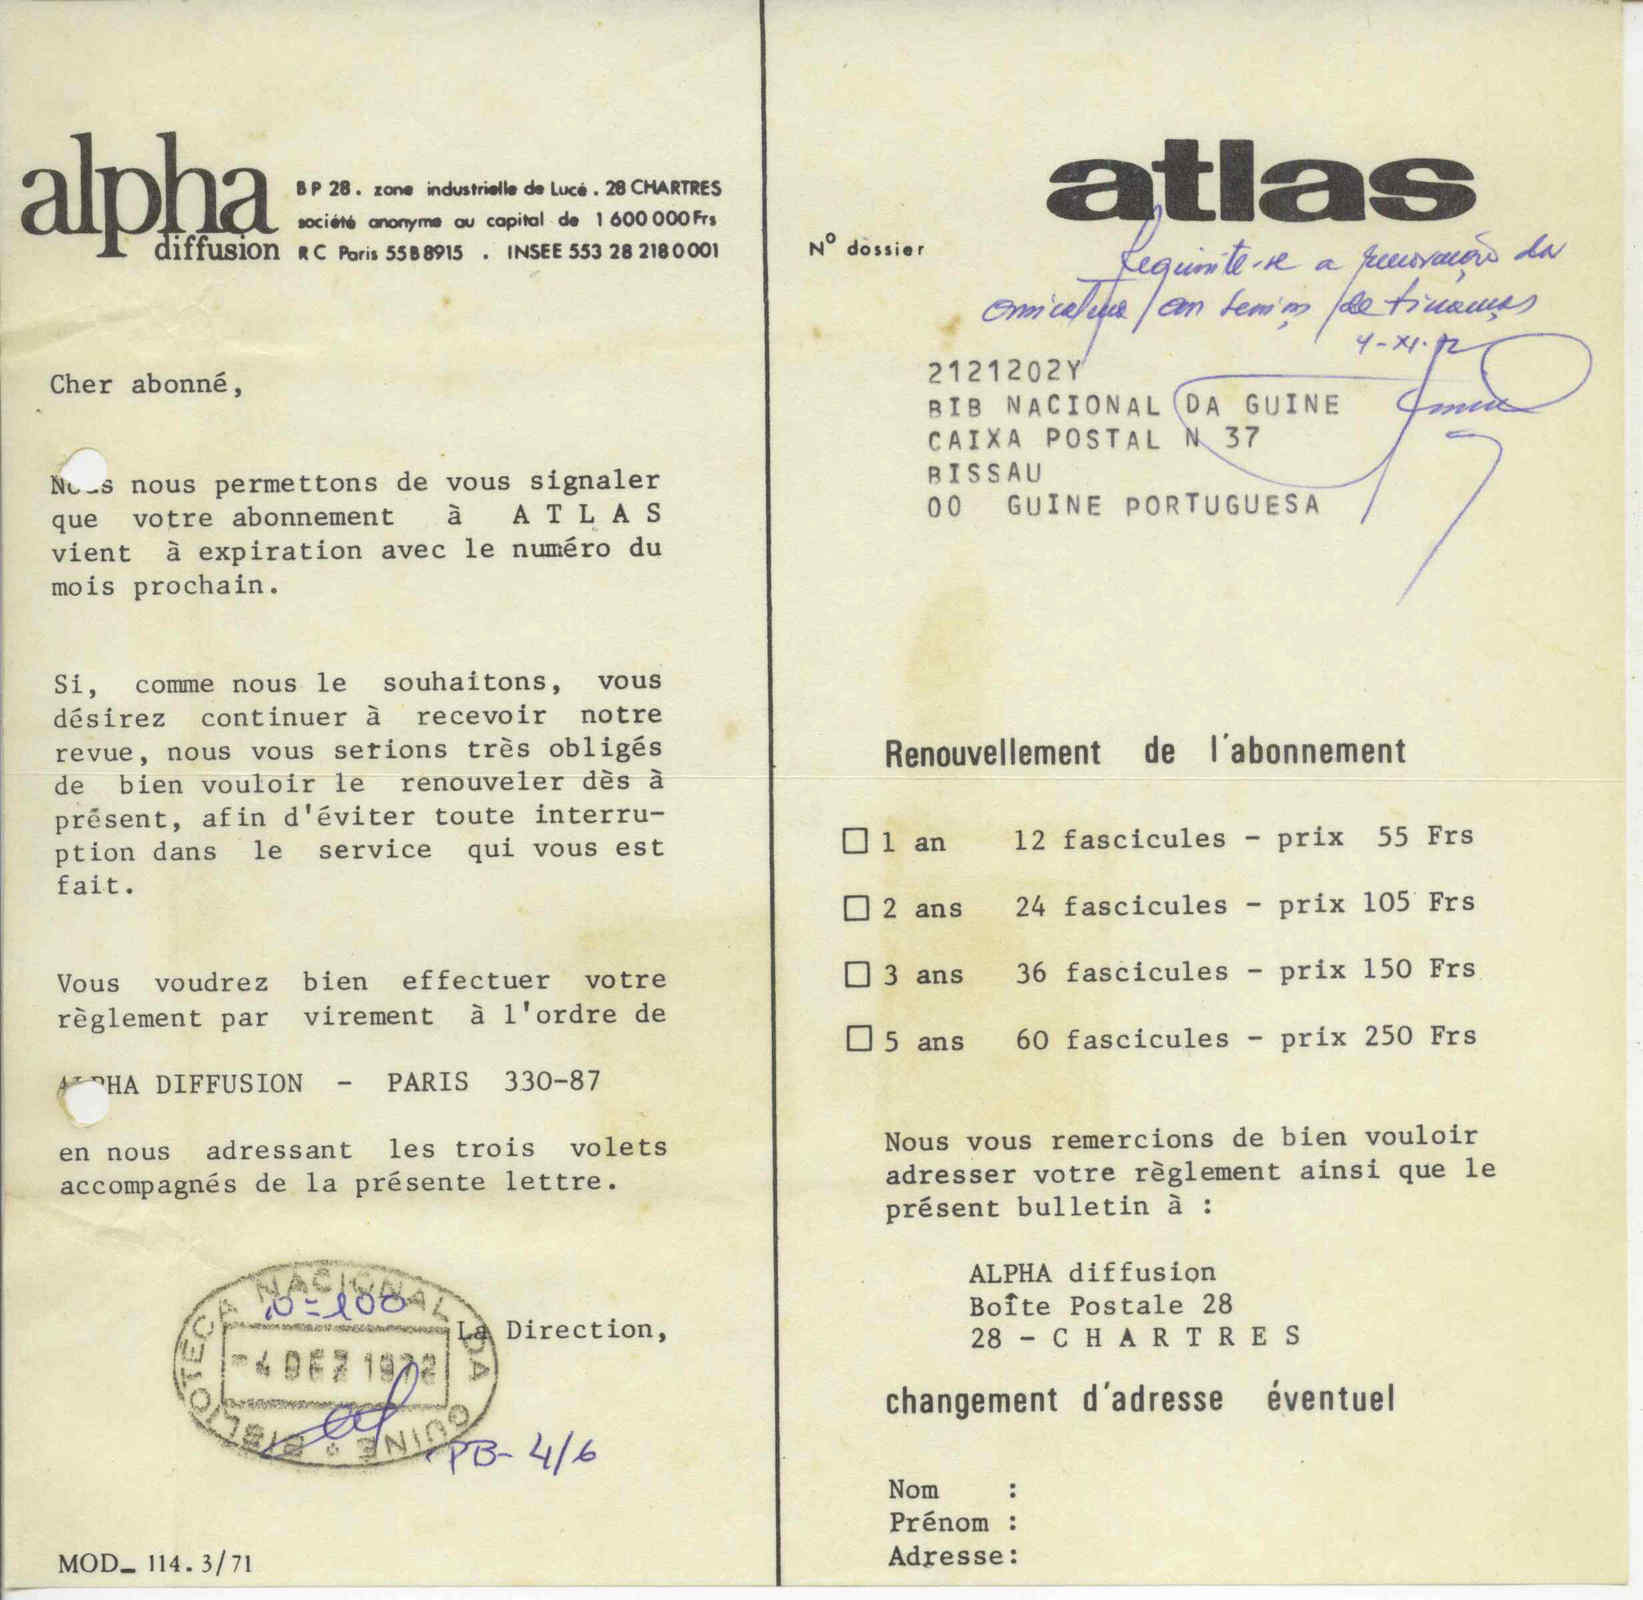 alpha
diffusion
BP 28. zone industrielle de Lucé. 28 CHARTRES
société anonyme au capital de 1 600 000 Frs
RC Paris 55B8915 . INSEE 553 28 218 0 001
Cher abonné,
nous permettons de vous signaler
que votre abonnement à A T L A S
vient à expiration avec le numéro du
mois prochain.
Si, comme nous le souhaitons, vous
désirez continuer à recevoir notre
revue, nous vous serions très obligés
de bien vouloir le renouveler dès à
présent, afin d'éviter toute interru-
ption dans le service qui vous est
fait.
Vous voudrez bien effectuer votre
règlement par virement à l'ordre de
ALPHA DIFFUSION - PARIS 330-87
en nous adressant les trois volets
accompagnés de la présente lettre.
La Direction,
BIBLIOTECA NACIONAL DA GUINÉ
-4 DEZ 1972
PB- 4/6
MOD_ 114.3/71
atlas
N° dossier
Requisite-se a renovação da
de finanças
2121202Y
BIB NACIONAL DA GUINE
CAIXA POSTAL N 37
BISSAU
00 GUINE PORTUGUESA
Renouvellement de l'abonnement
1 an 12 fascicules - prix 55 Frs
2 ans 24 fascicules - prix 105 Frs
3 ans 36 fascicules - prix 150 Frs
5 ans 60 fascicules - prix 250 Frs
Nous vous remercions de bien vouloir
adresser votre règlement ainsi que le
présent bulletin à :
ALPHA diffusion
Boîte Postale 28
28 - C H A R T R E S
changement d'adresse éventuel
Nom :
Prénom :
Adresse: